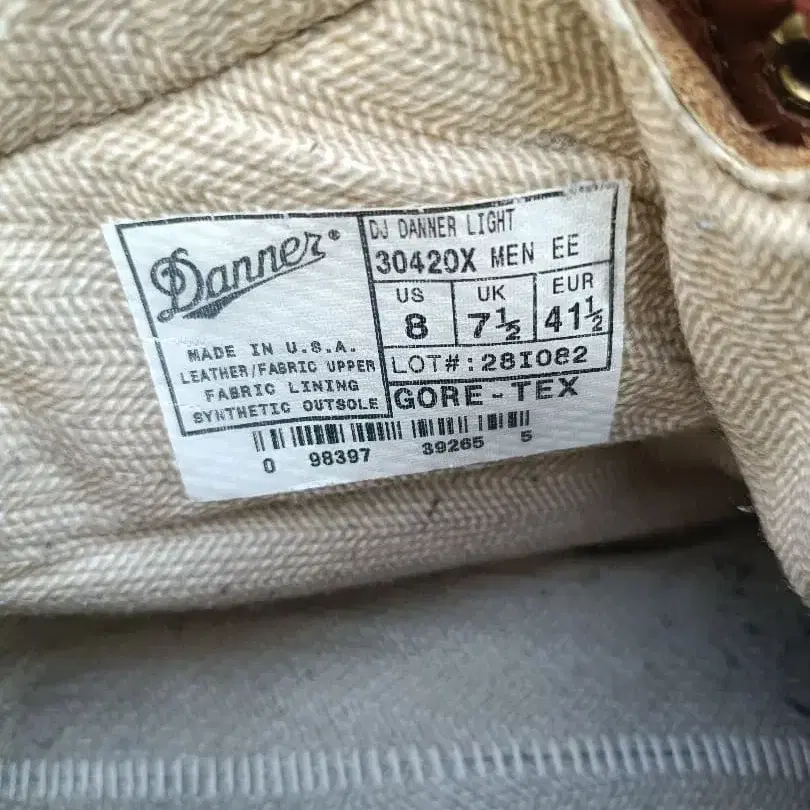 Danner®
MADE IN U.S.A.
LEATHER/FABRIC UPPER
FABRIC LINING
SYNTHETIC OUTSOLE
DJ DANNER LIGHT
30420X MEN EE
US UK EUR
8 7½ 41½
LOT#:28I082
GORE-TEX
0 98397 39265 5